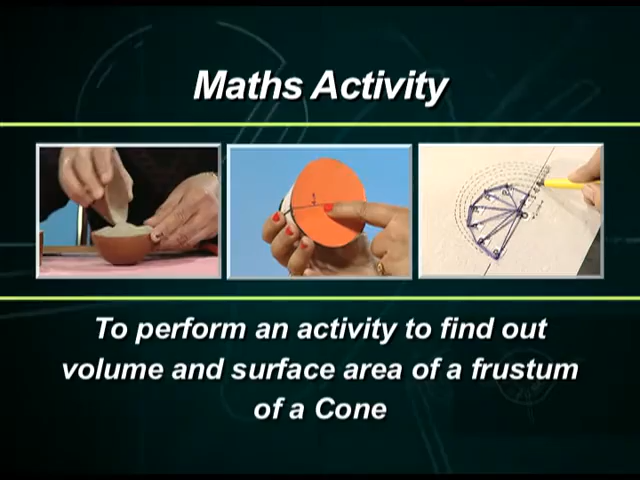 Maths Activity
To perform an activity to find out
volume and surface area of a frustum
of a Cone